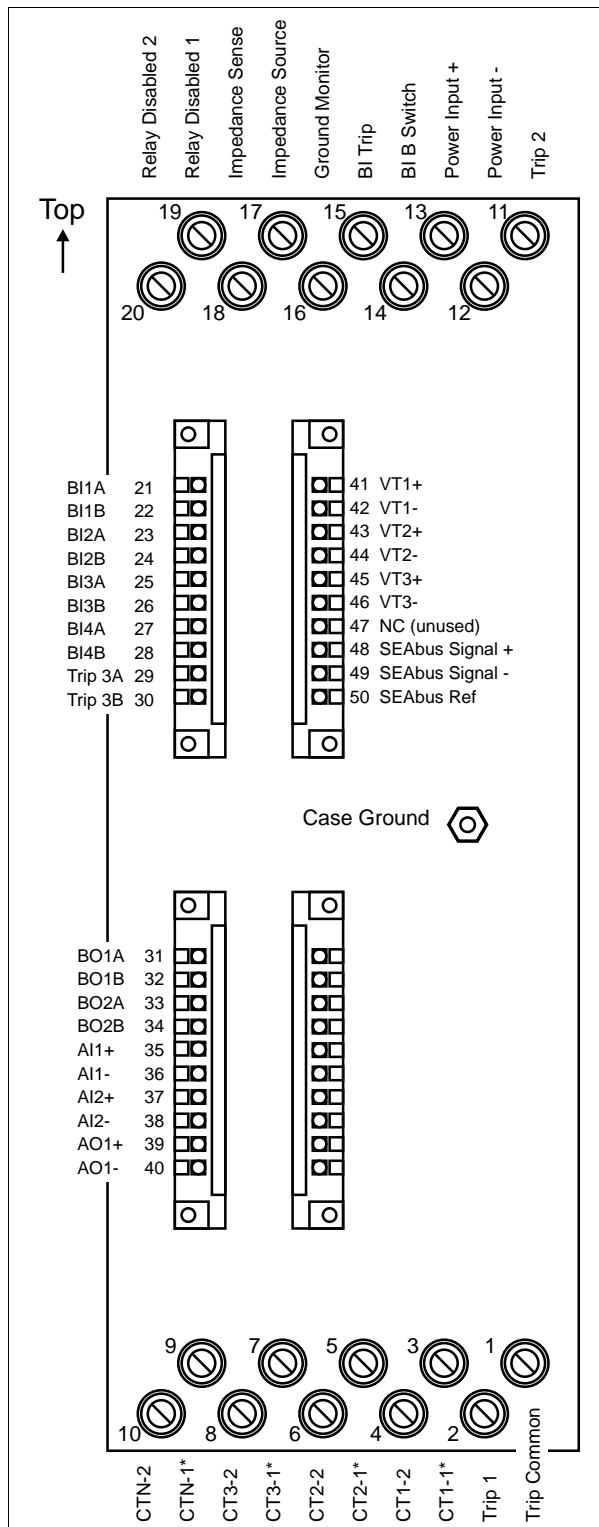 Relay Disabled 2
Relay Disabled 1
Impedance Sense
Impedance Source
Ground Monitor
BI Trip
BI B Switch
Power Input +
Power Input -
Trip 2
Top
19
17
15
13
11
20
18
16
14
12
BI1A 21
BI1B 22
BI2A 23
BI2B 24
BI3A 25
BI3B 26
BI4A 27
BI4B 28
Trip 3A 29
Trip 3B 30
41 VT1+
42 VT1-
43 VT2+
44 VT2-
45 VT3+
46 VT3-
47 NC (unused)
48 SEAbus Signal +
49 SEAbus Signal -
50 SEAbus Ref
Case Ground
BO1A 31
BO1B 32
BO2A 33
BO2B 34
AI1+ 35
AI1- 36
AI2+ 37
AI2- 38
AO1+ 39
AO1- 40
9
7
5
3
1
10
8
6
4
2
CTN-2
CTN-1*
CT3-2
CT3-1*
CT2-2
CT2-1*
CT1-2
CT1-1*
Trip 1
Trip Common